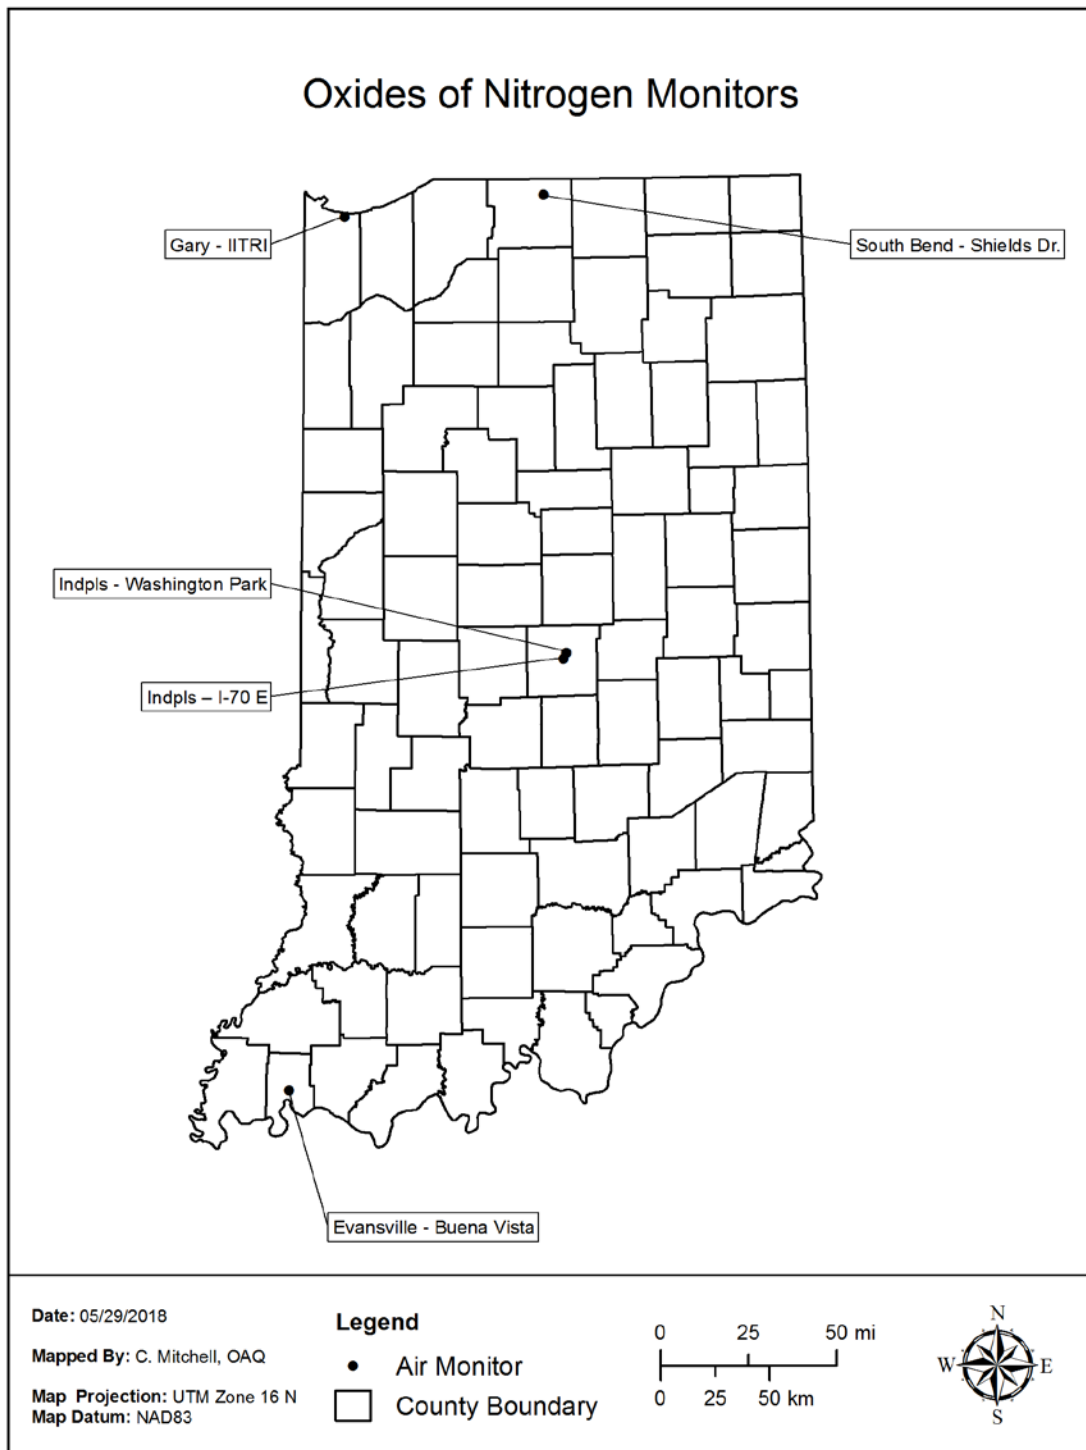 Oxides of Nitrogen Monitors
Gary - IITRI
South Bend - Shields Dr.
Indpls - Washington Park
Indpls – I-70 E
Evansville - Buena Vista
Date: 05/29/2018
Mapped By: C. Mitchell, OAQ
Map Projection: UTM Zone 16 N
Map Datum: NAD83
Legend
Air Monitor
County Boundary
0 25 50 mi
0 25 50 km
N
W E
S